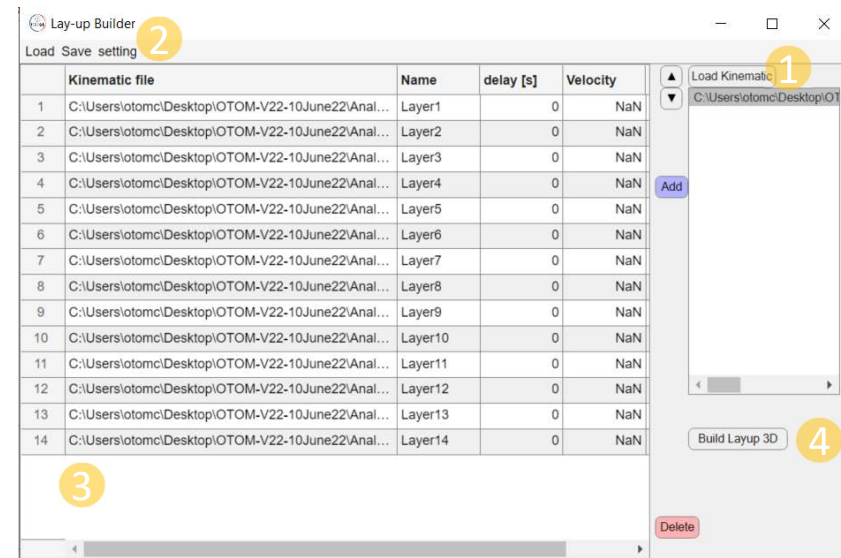 Lay-up Builder
2
Load Save setting
Kinematic file Name delay [s] Velocity
1 C:\Users\otomc\Desktop\OTOM-V22-10June22\Anal... Layer1 0 NaN
2 C:\Users\otomc\Desktop\OTOM-V22-10June22\Anal... Layer2 0 NaN
3 C:\Users\otomc\Desktop\OTOM-V22-10June22\Anal... Layer3 0 NaN
4 C:\Users\otomc\Desktop\OTOM-V22-10June22\Anal... Layer4 0 NaN
5 C:\Users\otomc\Desktop\OTOM-V22-10June22\Anal... Layer5 0 NaN
6 C:\Users\otomc\Desktop\OTOM-V22-10June22\Anal... Layer6 0 NaN
7 C:\Users\otomc\Desktop\OTOM-V22-10June22\Anal... Layer7 0 NaN
8 C:\Users\otomc\Desktop\OTOM-V22-10June22\Anal... Layer8 0 NaN
9 C:\Users\otomc\Desktop\OTOM-V22-10June22\Anal... Layer9 0 NaN
10 C:\Users\otomc\Desktop\OTOM-V22-10June22\Anal... Layer10 0 NaN
11 C:\Users\otomc\Desktop\OTOM-V22-10June22\Anal... Layer11 0 NaN
12 C:\Users\otomc\Desktop\OTOM-V22-10June22\Anal... Layer12 0 NaN
13 C:\Users\otomc\Desktop\OTOM-V22-10June22\Anal... Layer13 0 NaN
14 C:\Users\otomc\Desktop\OTOM-V22-10June22\Anal... Layer14 0 NaN
3
Load Kinematic
1
C:\Users\otomc\Desktop\OT
Add
Build Layup 3D
4
Delete